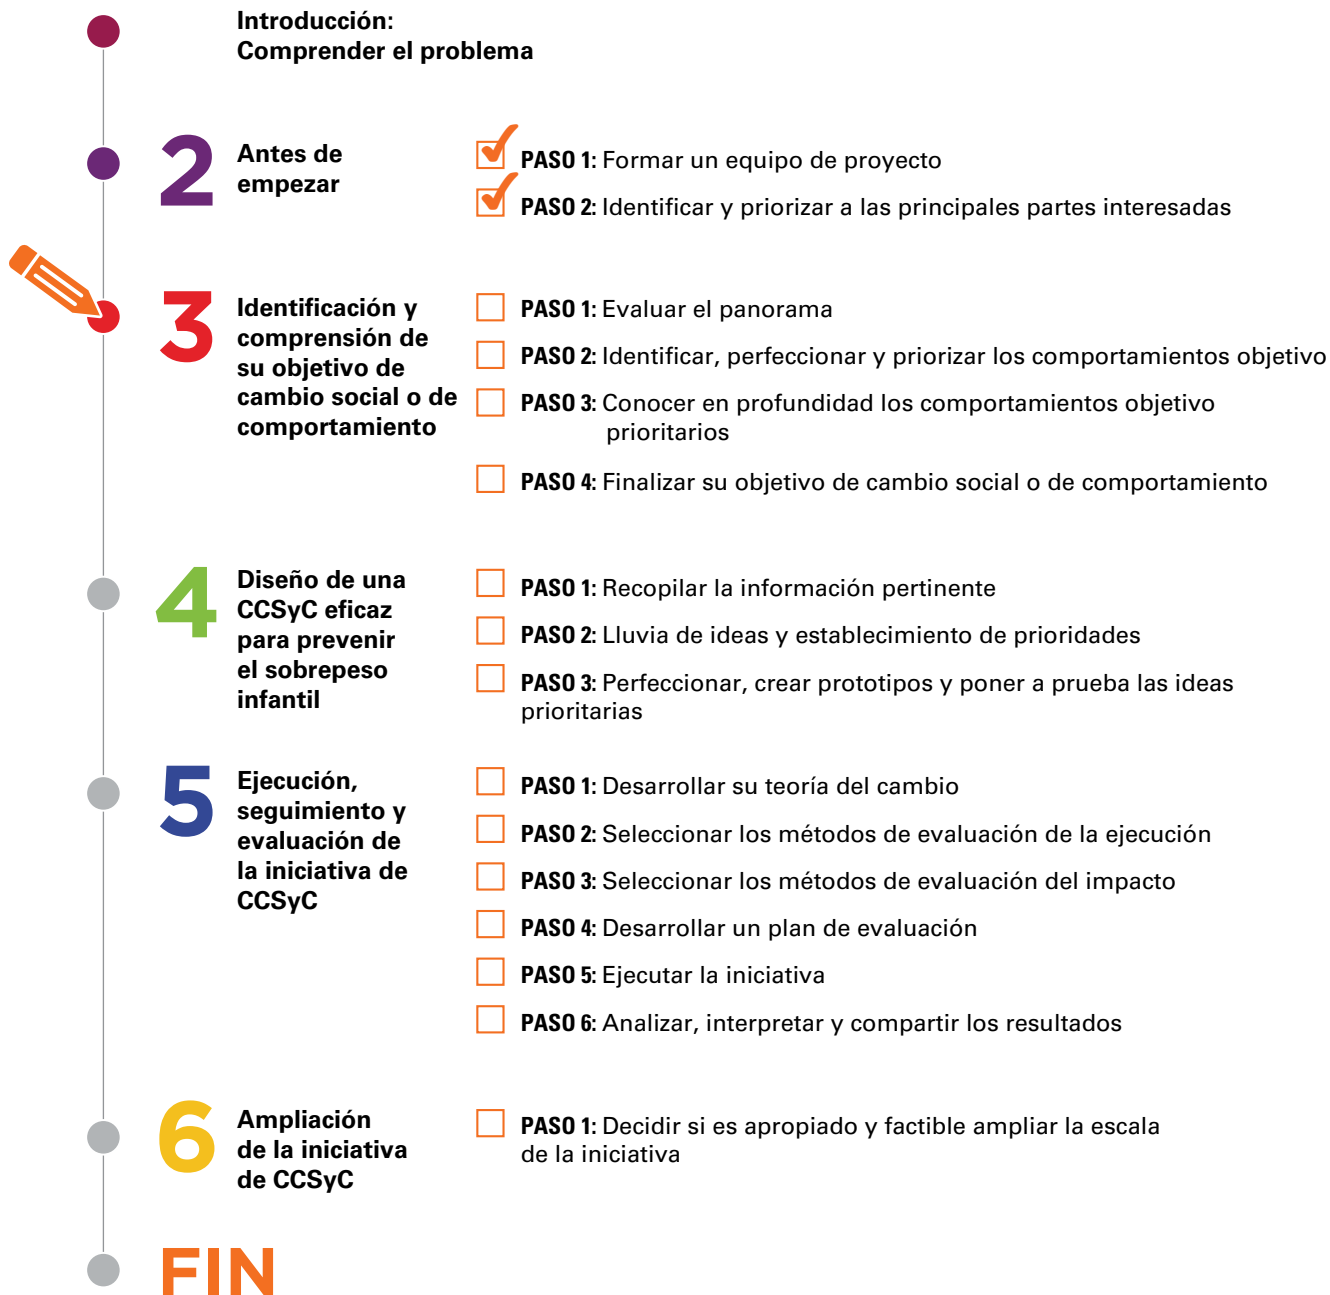 Introducción:
Comprender el problema
2
Antes de
empezar
PASO 1: Formar un equipo de proyecto
PASO 2: Identificar y priorizar a las principales partes interesadas
3
Identificación y
comprensión de
su objetivo de
cambio social o de
comportamiento
PASO 1: Evaluar el panorama
PASO 2: Identificar, perfeccionar y priorizar los comportamientos objetivo
PASO 3: Conocer en profundidad los comportamientos objetivo
prioritarios
PASO 4: Finalizar su objetivo de cambio social o de comportamiento
4
Diseño de una
CCSyC eficaz
para prevenir
el sobrepeso
infantil
PASO 1: Recopilar la información pertinente
PASO 2: Lluvia de ideas y establecimiento de prioridades
PASO 3: Perfeccionar, crear prototipos y poner a prueba las ideas
prioritarias
5
Ejecución,
seguimiento y
evaluación de
la iniciativa de
CCSyC
PASO 1: Desarrollar su teoría del cambio
PASO 2: Seleccionar los métodos de evaluación de la ejecución
PASO 3: Seleccionar los métodos de evaluación del impacto
PASO 4: Desarrollar un plan de evaluación
PASO 5: Ejecutar la iniciativa
PASO 6: Analizar, interpretar y compartir los resultados
6
Ampliación
de la iniciativa
de CCSyC
PASO 1: Decidir si es apropiado y factible ampliar la escala
de la iniciativa
FIN